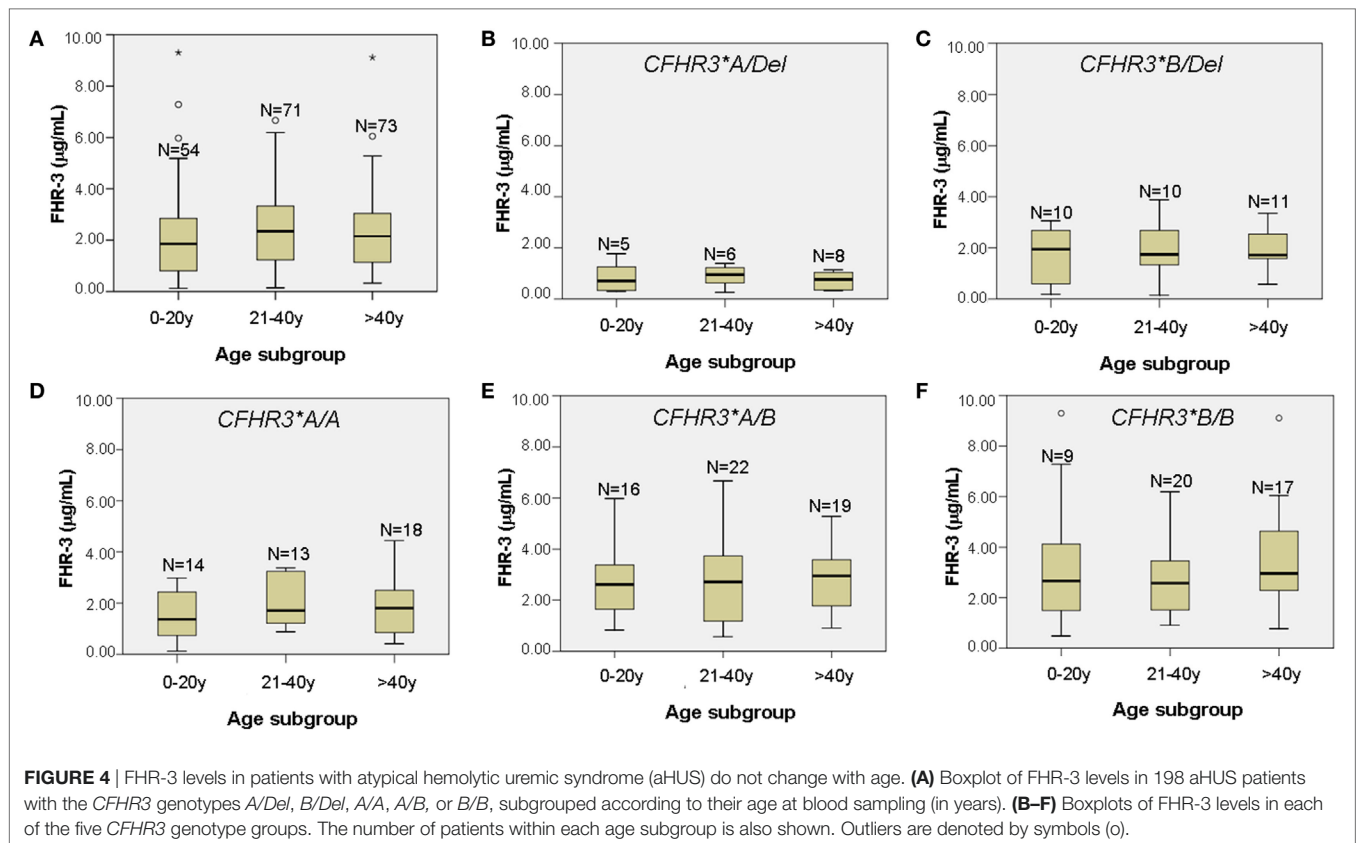 A
10.00
8.00
6.00
4.00
2.00
0.00
FHR-3 (µg/mL)
N=54
N=71
N=73
0-20y 21-40y >40y
Age subgroup
B
10.00
8.00
6.00
4.00
2.00
0.00
FHR-3 (µg/mL)
CFHR3*A/Del
N=5
N=6
N=8
0-20y 21-40y >40y
Age subgroup
C
10.00
8.00
6.00
4.00
2.00
0.00
FHR-3 (µg/mL)
CFHR3*B/Del
N=10
N=10
N=11
0-20y 21-40y >40y
Age subgroup
D
10.00
8.00
6.00
4.00
2.00
0.00
FHR-3 (µg/mL)
CFHR3*A/A
N=14
N=13
N=18
0-20y 21-40y >40y
Age subgroup
E
10.00
8.00
6.00
4.00
2.00
0.00
FHR-3 (µg/mL)
CFHR3*A/B
N=16
N=22
N=19
0-20y 21-40y >40y
Age subgroup
F
10.00
8.00
6.00
4.00
2.00
0.00
FHR-3 (µg/mL)
CFHR3*B/B
N=9
N=20
N=17
0-20y 21-40y >40y
Age subgroup
FIGURE 4 | FHR-3 levels in patients with atypical hemolytic uremic syndrome (aHUS) do not change with age. (A) Boxplot of FHR-3 levels in 198 aHUS patients
with the CFHR3 genotypes A/Del, B/Del, A/A, A/B, or B/B, subgrouped according to their age at blood sampling (in years). (B–F) Boxplots of FHR-3 levels in each
of the five CFHR3 genotype groups. The number of patients within each age subgroup is also shown. Outliers are denoted by symbols (o).